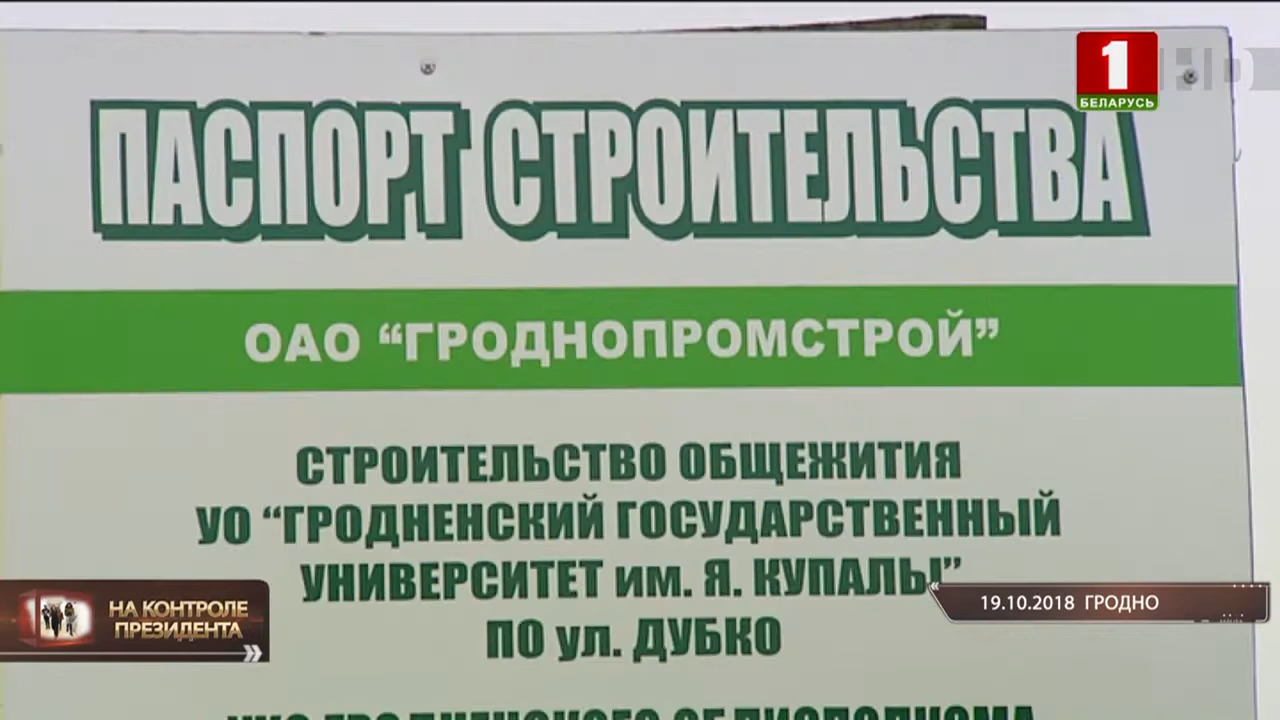 1
БЕЛАРУСЬ
HD
ПАСПОРТ СТРОИТЕЛЬСТВА
ОАО “ГРОДНОПРОМСТРОЙ”
СТРОИТЕЛЬСТВО ОБЩЕЖИТИЯ
УО “ГРОДНЕНСКИЙ ГОСУДАРСТВЕННЫЙ
УНИВЕРСИТЕТ им. Я. КУПАЛЫ”
ПО ул. ДУБКО
НА КОНТРОЛЕ
ПРЕЗИДЕНТА
19.10.2018 ГРОДНО